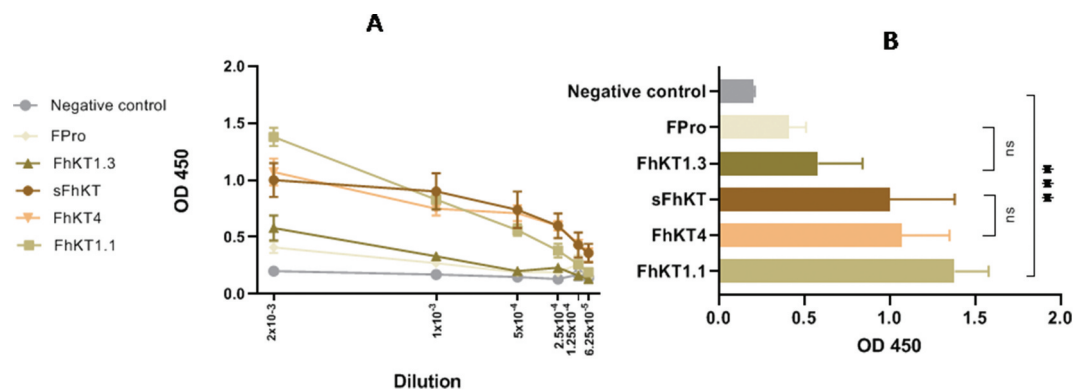 A
B
Negative control
FPro
FhKT1.3
sFhKT
FhKT4
FhKT1.1
OD 450
2.0
1.5
1.0
0.5
0.0
2x10-3
1x10-3
5x10-4
2.5x10-4
1.25x10-4
6.25x10-5
Dilution
Negative control
FPro
FhKT1.3
sFhKT
FhKT4
FhKT1.1
ns
ns
***
0.0 0.5 1.0 1.5 2.0
OD 450